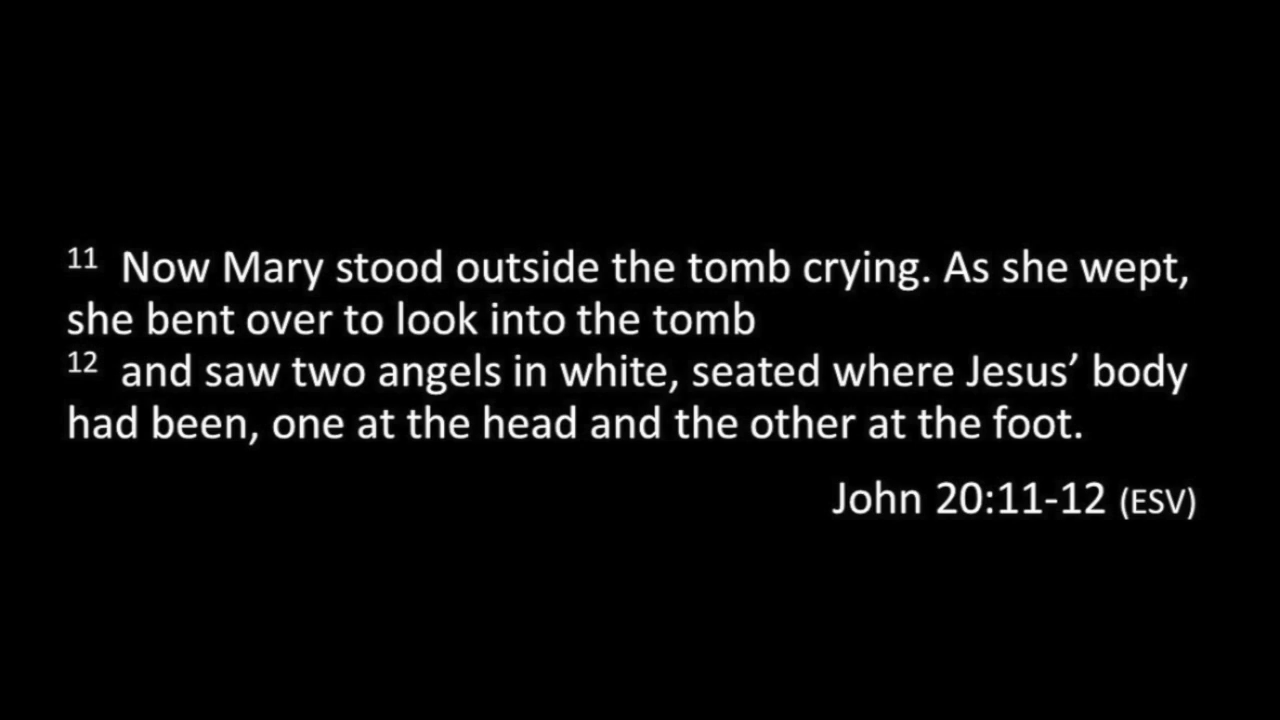 11 Now Mary stood outside the tomb crying. As she wept,
she bent over to look into the tomb
12 and saw two angels in white, seated where Jesus’ body
had been, one at the head and the other at the foot.
John 20:11-12 (ESV)